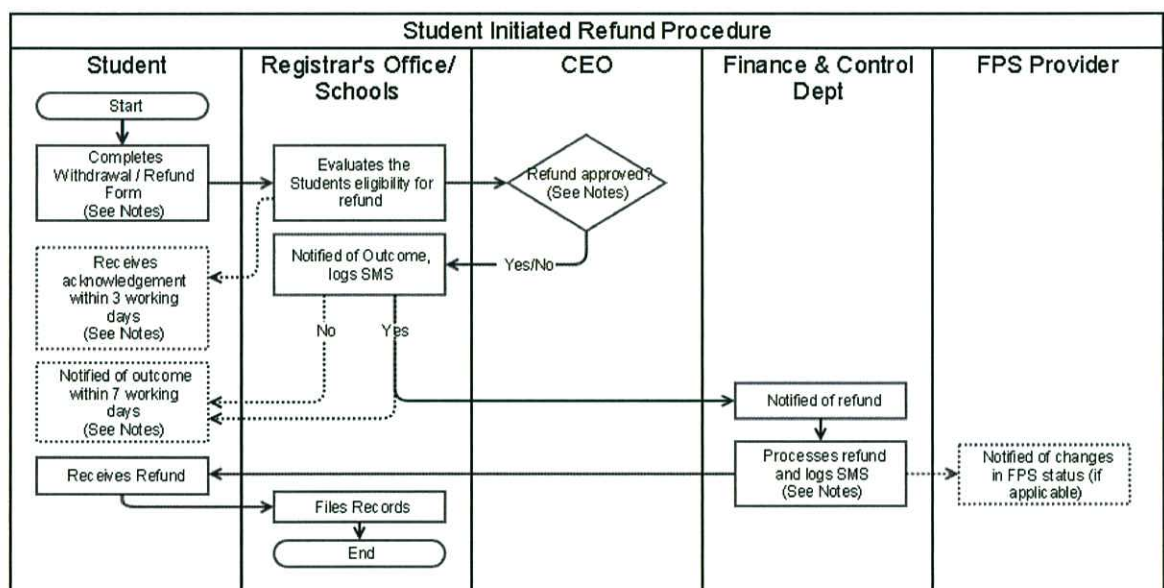 Student Initiated Refund Procedure
Student
Registrar's Office/
Schools
CEO
Finance & Control
Dept
FPS Provider
Start
Completes
Withdrawal / Refund
Form
(See Notes)
Evaluates the
Students eligibility for
refund
Refund approved?
(See Notes)
Receives
acknowledgement
within 3 working
days
(See Notes)
Notified of Outcome,
logs SMS
Yes/No
No
Yes
Notified of outcome
within 7 working
days
(See Notes)
Notified of refund
Receives Refund
Processes refund
and logs SMS
(See Notes)
Notified of changes
in FPS status (if
applicable)
Files Records
End